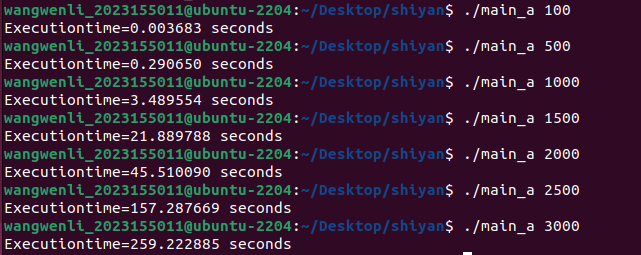 wangwenli_2023155011@ubuntu-2204:~/Desktop/shiyan$ ./main_a 100
Executiontime=0.003683 seconds
wangwenli_2023155011@ubuntu-2204:~/Desktop/shiyan$ ./main_a 500
Executiontime=0.290650 seconds
wangwenli_2023155011@ubuntu-2204:~/Desktop/shiyan$ ./main_a 1000
Executiontime=3.489554 seconds
wangwenli_2023155011@ubuntu-2204:~/Desktop/shiyan$ ./main_a 1500
Executiontime=21.889788 seconds
wangwenli_2023155011@ubuntu-2204:~/Desktop/shiyan$ ./main_a 2000
Executiontime=45.510090 seconds
wangwenli_2023155011@ubuntu-2204:~/Desktop/shiyan$ ./main_a 2500
Executiontime=157.287669 seconds
wangwenli_2023155011@ubuntu-2204:~/Desktop/shiyan$ ./main_a 3000
Executiontime=259.222885 seconds